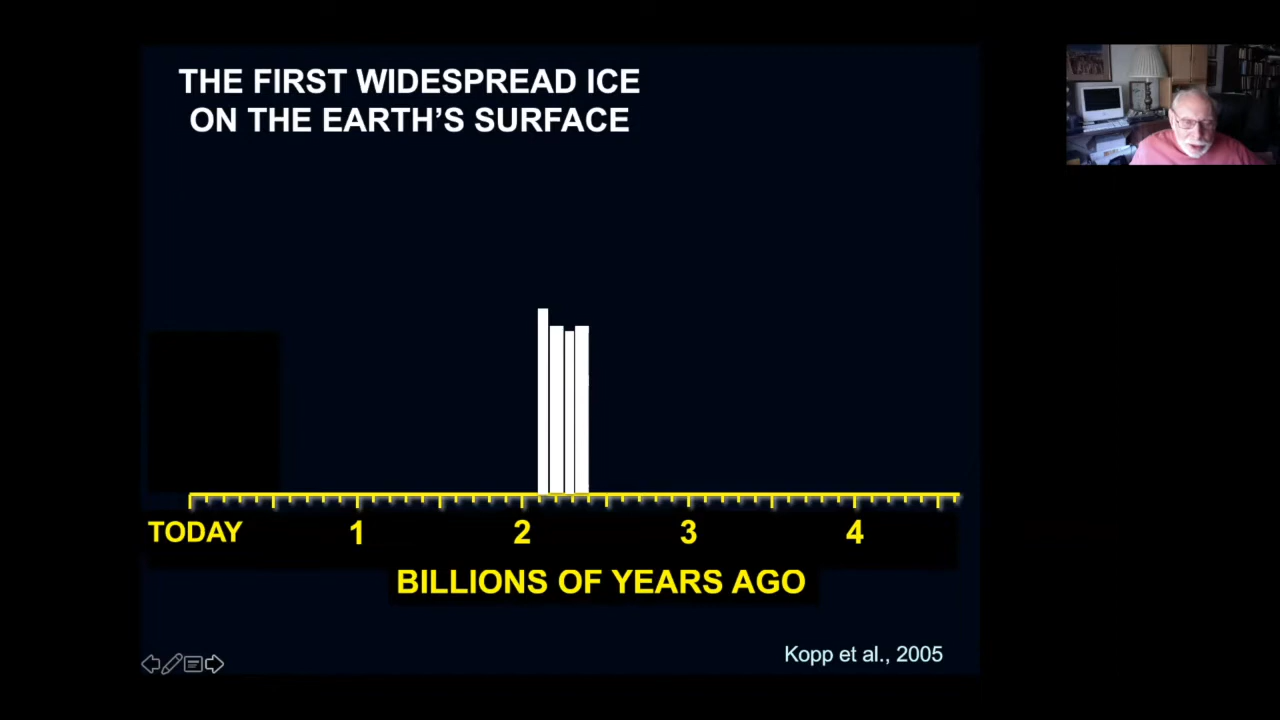 THE FIRST WIDESPREAD ICE
ON THE EARTH'S SURFACE
TODAY 1 2 3 4
BILLIONS OF YEARS AGO
Kopp et al., 2005